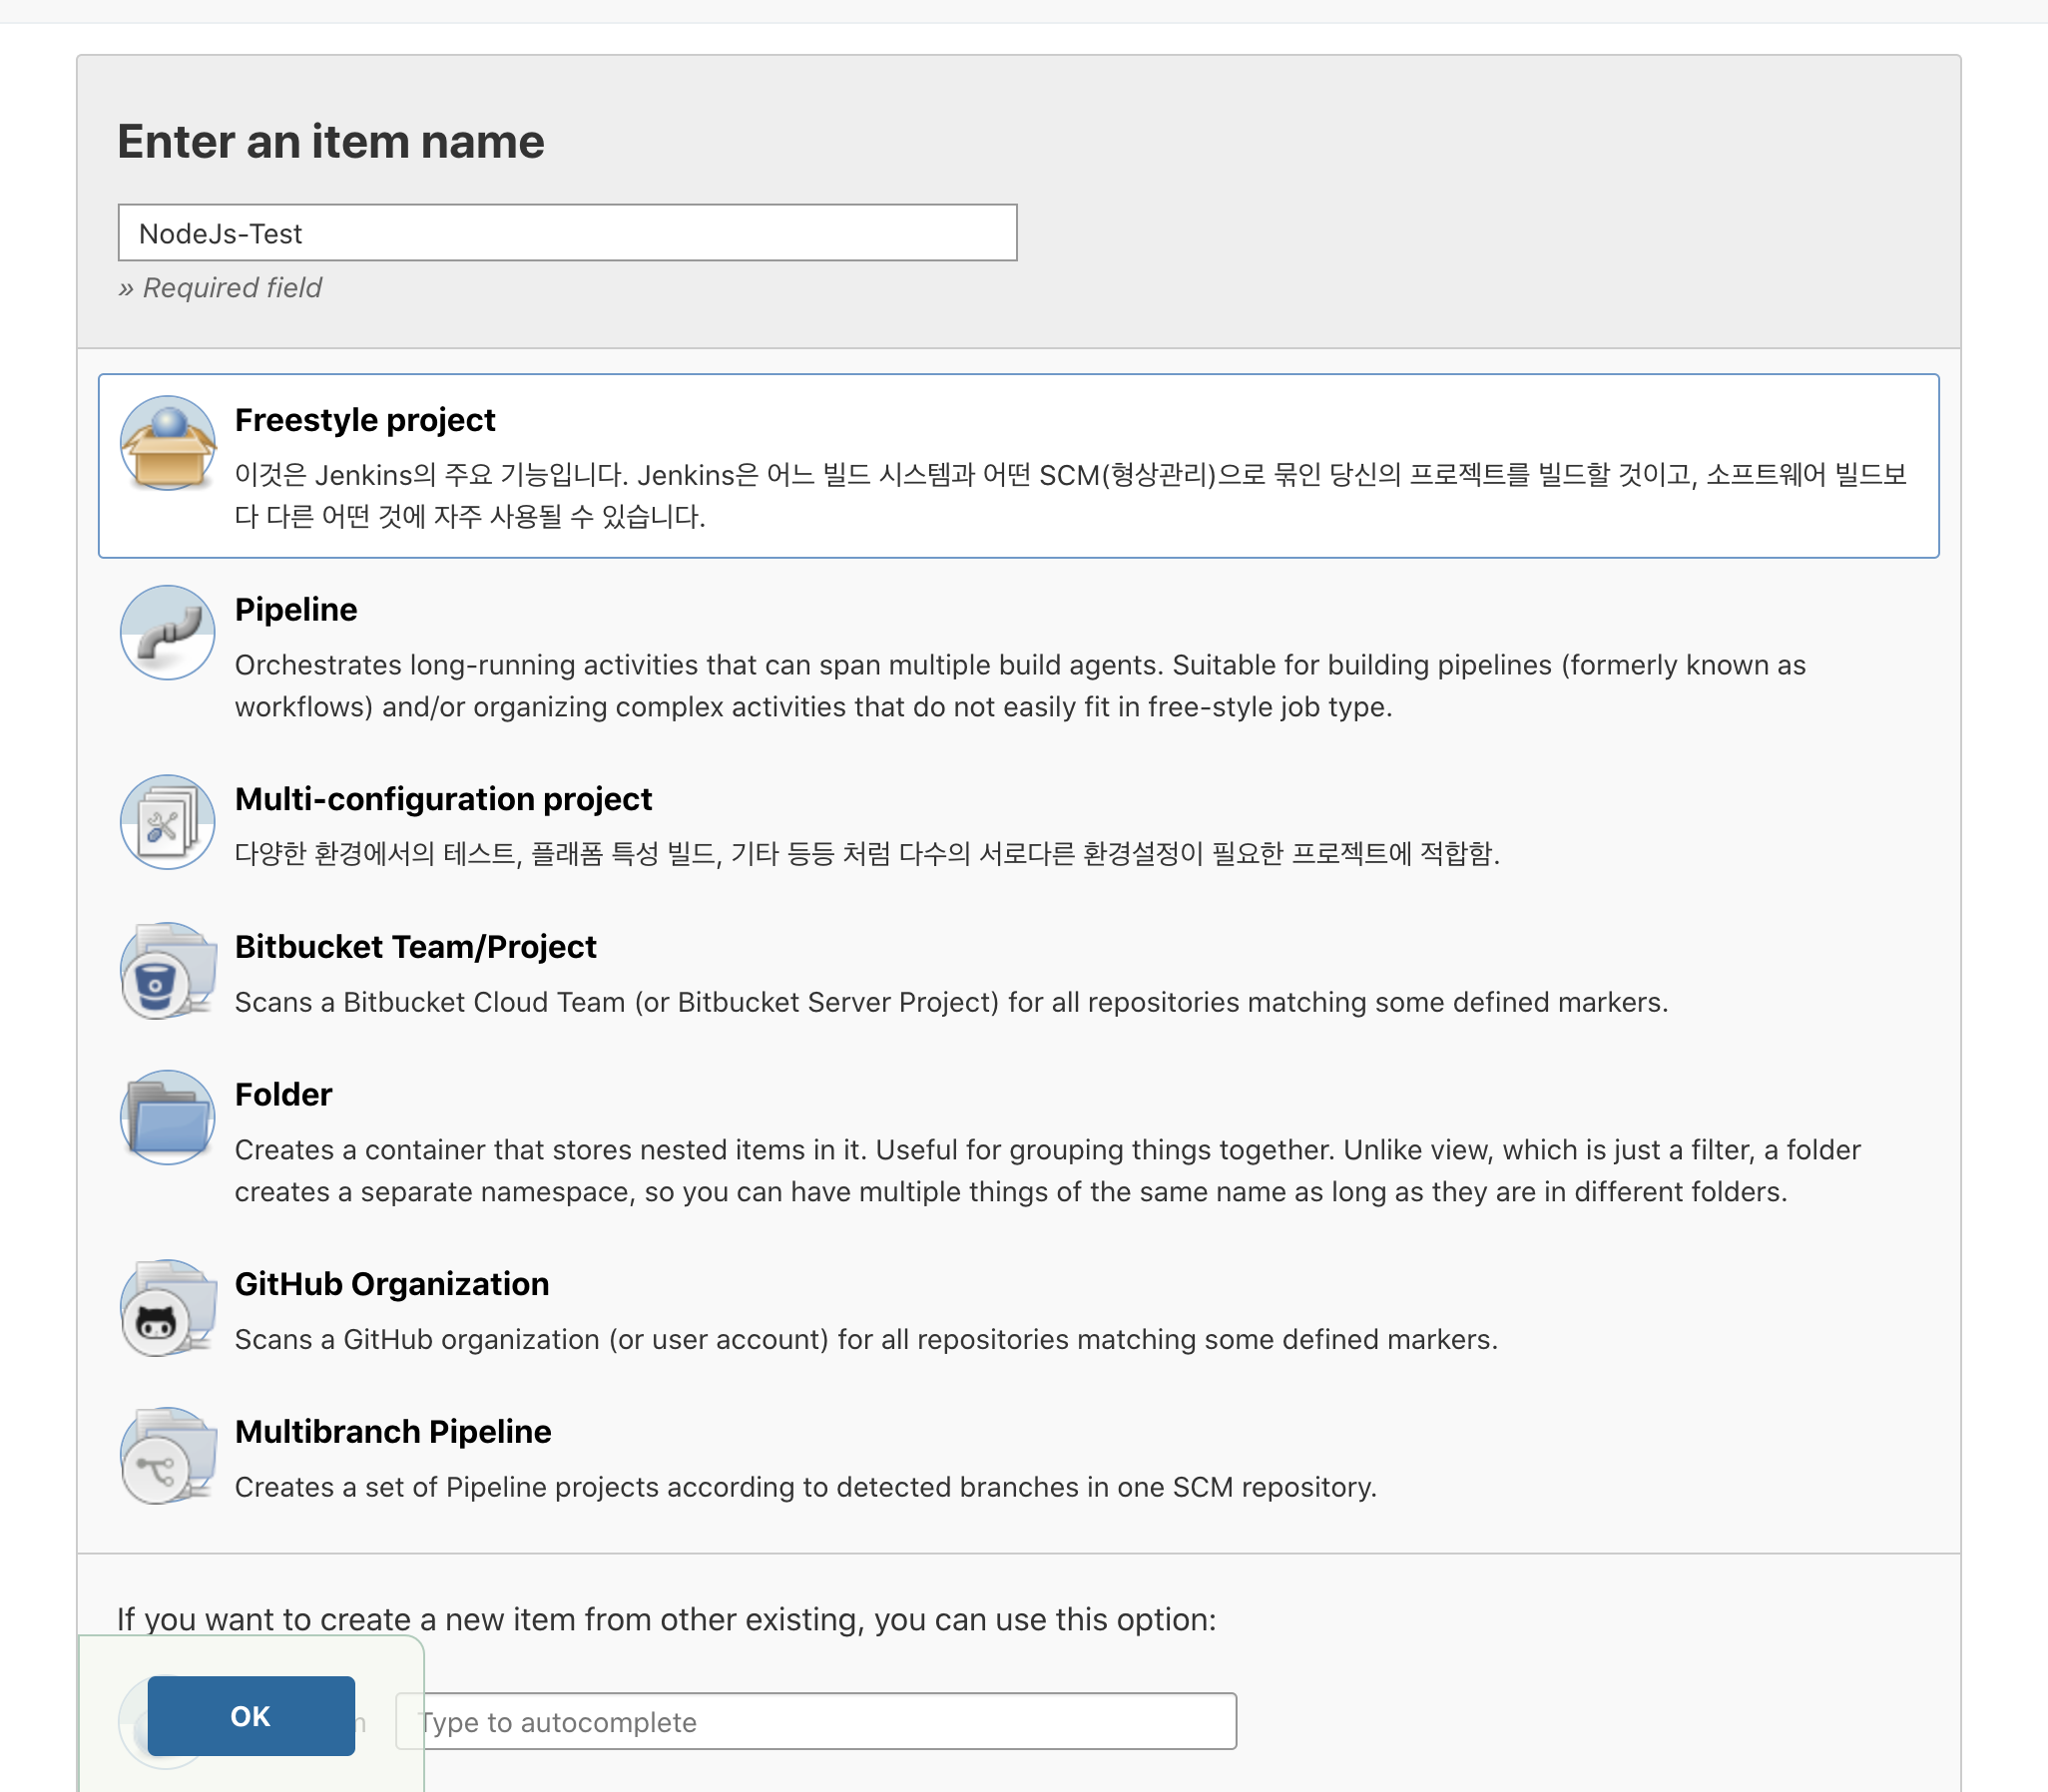 Enter an item name
NodeJs-Test
» Required field
Freestyle project
이것은 Jenkins의 주요 기능입니다. Jenkins은 어느 빌드 시스템과 어떤 SCM(형상관리)으로 묶인 당신의 프로젝트를 빌드할 것이고, 소프트웨어 빌드보
다 다른 어떤 것에 자주 사용될 수 있습니다.
Pipeline
Orchestrates long-running activities that can span multiple build agents. Suitable for building pipelines (formerly known as
workflows) and/or organizing complex activities that do not easily fit in free-style job type.
Multi-configuration project
다양한 환경에서의 테스트, 플래폼 특성 빌드, 기타 등등 처럼 다수의 서로다른 환경설정이 필요한 프로젝트에 적합함.
Bitbucket Team/Project
Scans a Bitbucket Cloud Team (or Bitbucket Server Project) for all repositories matching some defined markers.
Folder
Creates a container that stores nested items in it. Useful for grouping things together. Unlike view, which is just a filter, a folder
creates a separate namespace, so you can have multiple things of the same name as long as they are in different folders.
GitHub Organization
Scans a GitHub organization (or user account) for all repositories matching some defined markers.
Multibranch Pipeline
Creates a set of Pipeline projects according to detected branches in one SCM repository.
If you want to create a new item from other existing, you can use this option:
OK
Type to autocomplete